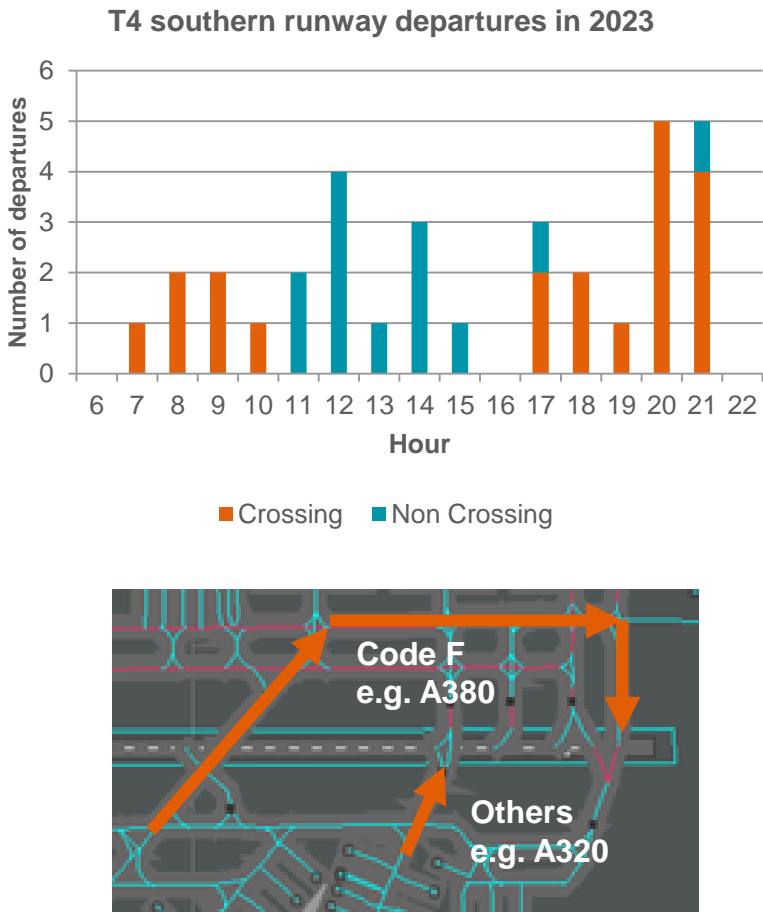 T4 southern runway departures in 2023
Number of departures
6
5
4
3
2
1
0
6 7 8 9 10 11 12 13 14 15 16 17 18 19 20 21 22
Hour
Crossing Non Crossing
Code F
e.g. A380
Others
e.g. A320